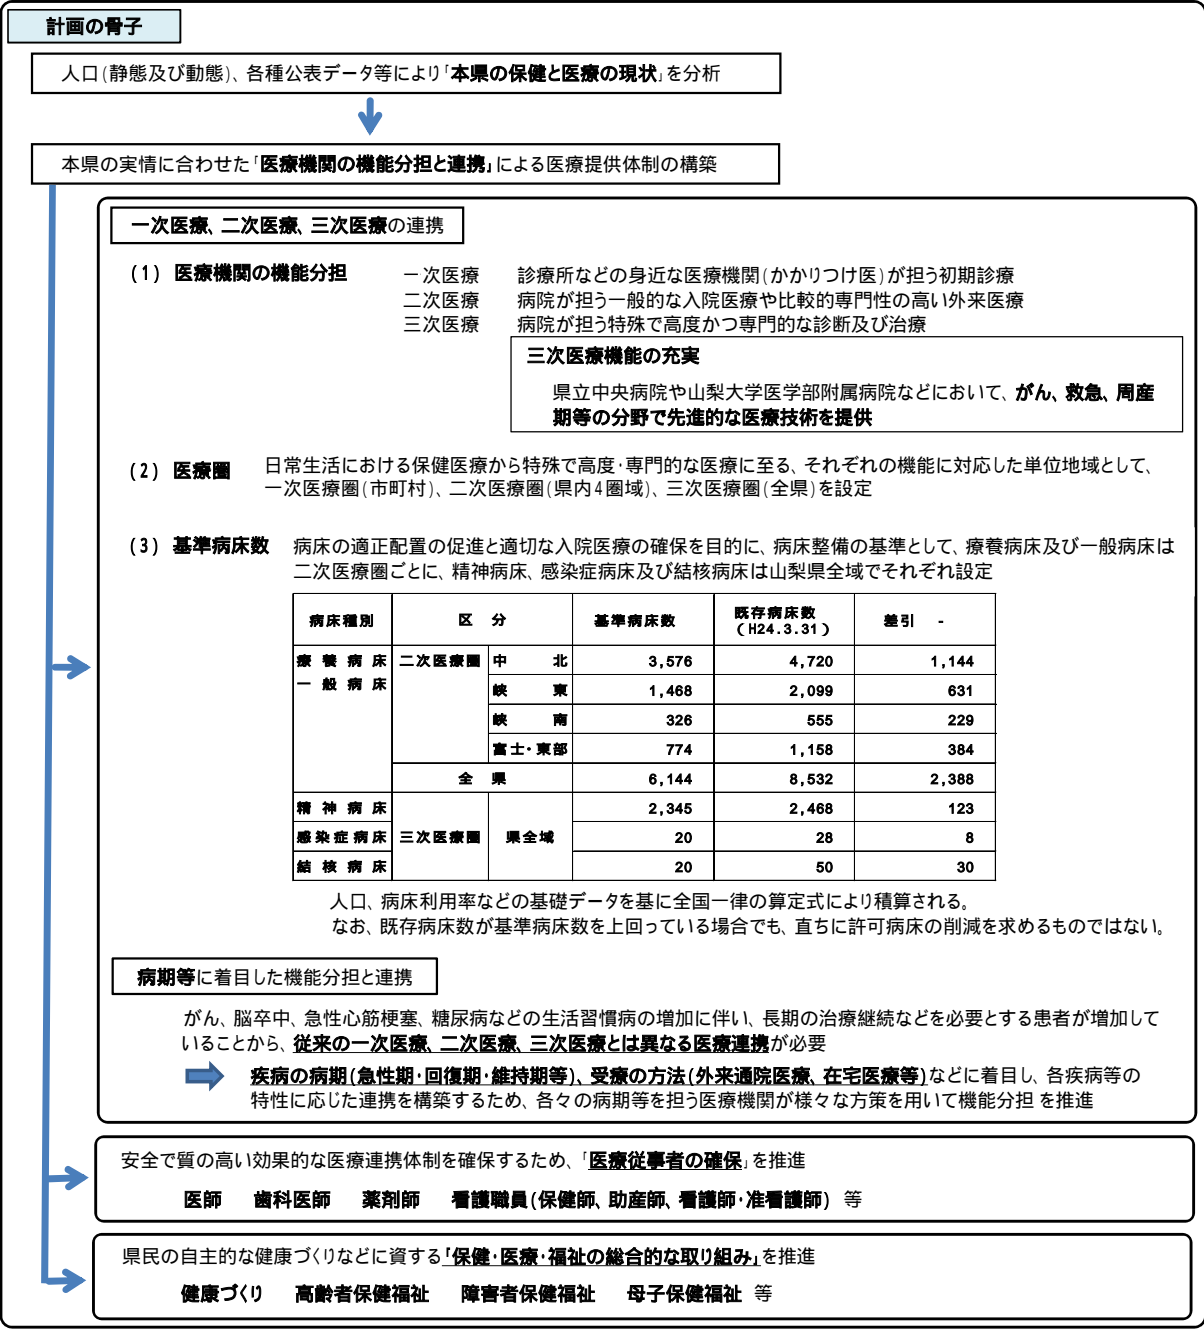 計画の骨子
人口(静態及び動態)、各種公表データ等により「本県の保健と医療の現状」を分析
本県の実情に合わせた「医療機関の機能分担と連携」による医療提供体制の構築
一次医療、二次医療、三次医療の連携
(1) 医療機関の機能分担
一次医療 診療所などの身近な医療機関(かかりつけ医)が担う初期診療
二次医療 病院が担う一般的な入院医療や比較的専門性の高い外来医療
三次医療 病院が担う特殊で高度かつ専門的な診断及び治療
三次医療機能の充実
県立中央病院や山梨大学医学部附属病院などにおいて、がん、救急、周産
期等の分野で先進的な医療技術を提供
(2) 医療圏 日常生活における保健医療から特殊で高度・専門的な医療に至る、それぞれの機能に対応した単位地域として、
一次医療圏(市町村)、二次医療圏(県内4圏域)、三次医療圏(全県)を設定
(3) 基準病床数 病床の適正配置の促進と適切な入院医療の確保を目的に、病床整備の基準として、療養病床及び一般病床は
二次医療圏ごとに、精神病床、感染症病床及び結核病床は山梨県全域でそれぞれ設定
病床種別 区 分 基準病床数 既存病床数 差引 -
(H24.3.31)
療養病床 二次医療圏 中 北 3,576 4,720 1,144
一般病床
峡 東 1,468 2,099 631
峡 南 326 555 229
富士・東部 774 1,158 384
全 県 6,144 8,532 2,388
精神病床 2,345 2,468 123
感染症病床 三次医療圏 県全域 20 28 8
結核病床 20 50 30
人口、病床利用率などの基礎データを基に全国一律の算定式により積算される。
なお、既存病床数が基準病床数を上回っている場合でも、直ちに許可病床の削減を求めるものではない。
病期等に着目した機能分担と連携
がん、脳卒中、急性心筋梗塞、糖尿病などの生活習慣病の増加に伴い、長期の治療継続などを必要とする患者が増加して
いることから、従来の一次医療、二次医療、三次医療とは異なる医療連携が必要
疾病の病期(急性期・回復期・維持期等)、受療の方法(外来通院医療、在宅医療等)などに着目し、各疾病等の
特性に応じた連携を構築するため、各々の病期等を担う医療機関が様々な方策を用いて機能分担 を推進
安全で質の高い効果的な医療連携体制を確保するため、「医療従事者の確保」を推進
医師 歯科医師 薬剤師 看護職員(保健師、助産師、看護師・准看護師) 等
県民の自主的な健康づくりなどに資する「保健・医療・福祉の総合的な取り組み」を推進
健康づくり 高齢者保健福祉 障害者保健福祉 母子保健福祉 等